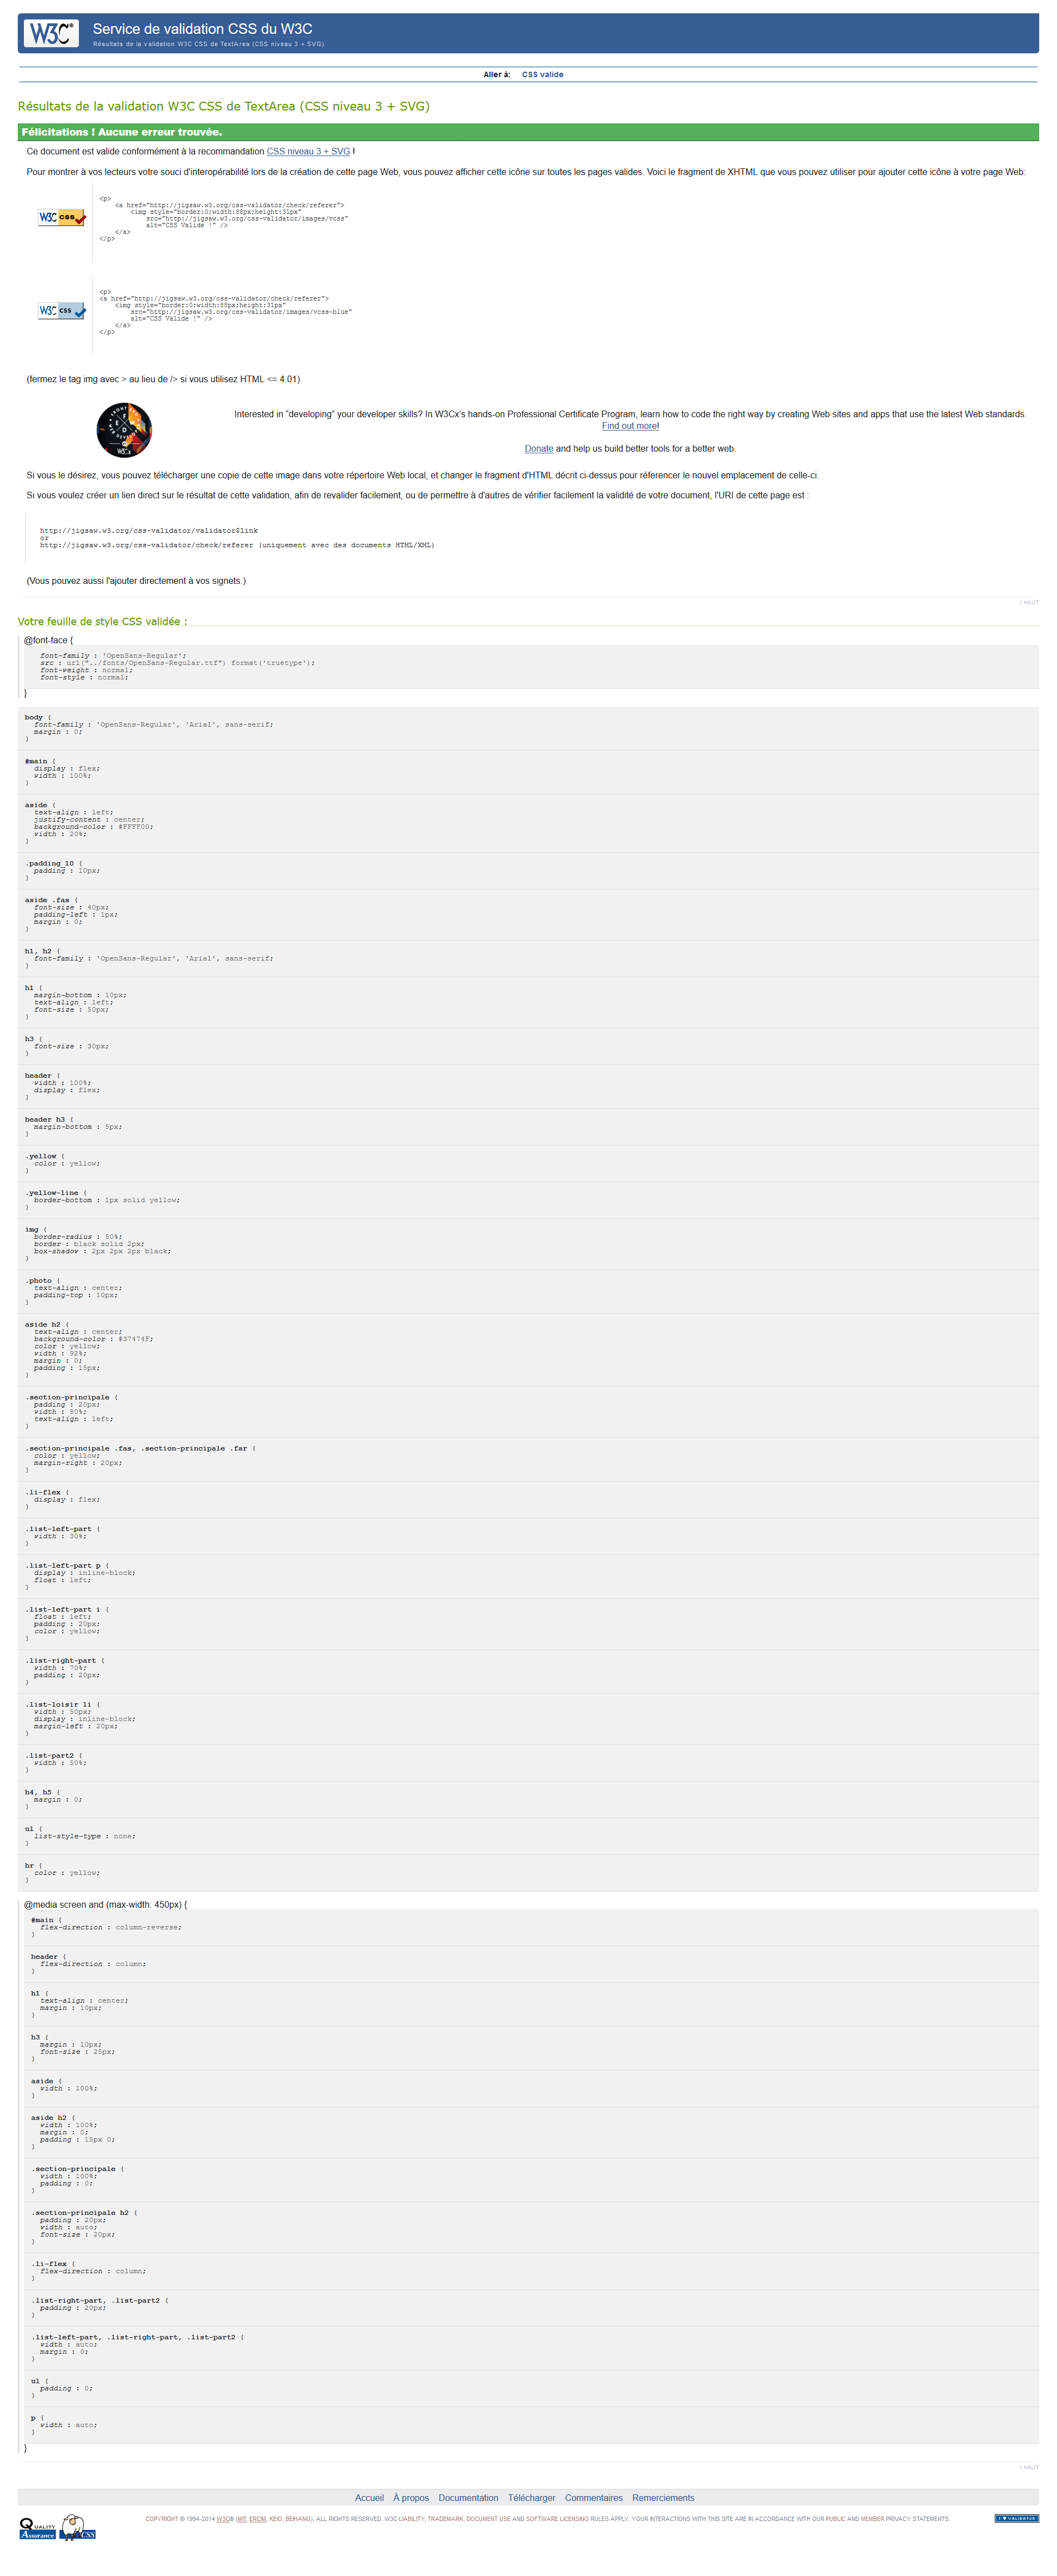 W3C®
Service de validation CSS du W3C
Résultats de la validation W3C CSS de TextArea (CSS niveau 3 + SVG)
Aller à: CSS valide
Résultats de la validation W3C CSS de TextArea (CSS niveau 3 + SVG)
Félicitations ! Aucune erreur trouvée.
Ce document est valide conformément à la recommandation CSS niveau 3 + SVG !
Pour montrer à vos lecteurs votre souci d'interopérabilité lors de la création de cette page Web, vous pouvez afficher cette icône sur toutes les pages valides. Voici le fragment de XHTML que vous pouvez utiliser pour ajouter cette icône à votre page Web:
W3C css
<p>
<a href="http://jigsaw.w3.org/css-validator/check/referer">
<img style="border:0;width:88px;height:31px"
src="http://jigsaw.w3.org/css-validator/images/vcss"
alt="CSS Valide !" />
</a>
</p>
W3C css
<p>
<a href="http://jigsaw.w3.org/css-validator/check/referer">
<img style="border:0;width:88px;height:31px"
src="http://jigsaw.w3.org/css-validator/images/vcss-blue"
alt="CSS Valide !" />
</a>
</p>
(fermez le tag img avec > au lieu de /> si vous utilisez HTML <= 4.01)
Interested in "developing" your developer skills? In W3Cx's hands-on Professional Certificate Program, learn how to code the right way by creating Web sites and apps that use the latest Web standards.
Find out more!
Donate and help us build better tools for a better web.
Si vous le désirez, vous pouvez télécharger une copie de cette image dans votre répertoire Web local, et changer le fragment d'HTML décrit ci-dessus pour réferencer le nouvel emplacement de celle-ci.
Si vous voulez créer un lien direct sur le résultat de cette validation, afin de revalider facilement, ou de permettre à d'autres de vérifier facilement la validité de votre document, l'URI de cette page est :
http://jigsaw.w3.org/css-validator/validator$link
or
http://jigsaw.w3.org/css-validator/check/referer (uniquement avec des documents HTML/XML)
(Vous pouvez aussi l'ajouter directement à vos signets.)
↑ HAUT
Votre feuille de style CSS validée :
@font-face {
font-family : 'OpenSans-Regular';
src : url("../fonts/OpenSans-Regular.ttf") format('truetype');
font-weight : normal;
font-style : normal;
}
body {
font-family : 'OpenSans-Regular', 'Arial', sans-serif;
margin : 0;
}
#main {
display : flex;
width : 100%;
}
aside {
text-align : left;
justify-content : center;
background-color : #FFFF00;
width : 20%;
}
.padding_10 {
padding : 10px;
}
aside .fas {
font-size : 40px;
padding-left : 1px;
margin : 0;
}
h1, h2 {
font-family : 'OpenSans-Regular', 'Arial', sans-serif;
}
h1 {
margin-bottom : 10px;
text-align : left;
font-size : 50px;
}
h3 {
font-size : 30px;
}
header {
width : 100%;
display : flex;
}
header h3 {
margin-bottom : 5px;
}
.yellow {
color : yellow;
}
.yellow-line {
border-bottom : 1px solid yellow;
}
img {
border-radius : 50%;
border : black solid 2px;
box-shadow : 2px 2px 2px black;
}
.photo {
text-align : center;
padding-top : 10px;
}
aside h2 {
text-align : center;
background-color : #37474F;
color : yellow;
width : 92%;
margin : 0;
padding : 15px;
}
.section-principale {
padding : 20px;
width : 80%;
text-align : left;
}
.section-principale .fas, .section-principale .far {
color : yellow;
margin-right : 20px;
}
.li-flex {
display : flex;
}
.list-left-part {
width : 30%;
}
.list-left-part p {
display : inline-block;
float : left;
}
.list-left-part i {
float : left;
padding : 20px;
color : yellow;
}
.list-right-part {
width : 70%;
padding : 20px;
}
.list-loisir li {
width : 50px;
display : inline-block;
margin-left : 20px;
}
.list-part2 {
width : 50%;
}
h4, h5 {
margin : 0;
}
ul {
list-style-type : none;
}
hr {
color : yellow;
}
@media screen and (max-width: 450px) {
#main {
flex-direction : column-reverse;
}
header {
flex-direction : column;
}
h1 {
text-align : center;
margin : 10px;
}
h3 {
margin : 10px;
font-size : 25px;
}
aside {
width : 100%;
}
aside h2 {
width : 100%;
margin : 0;
padding : 15px 0;
}
.section-principale {
width : 100%;
padding : 0;
}
.section-principale h2 {
padding : 20px;
width : auto;
font-size : 20px;
}
.li-flex {
flex-direction : column;
}
.list-right-part, .list-part2 {
padding : 20px;
}
.list-left-part, .list-right-part, .list-part2 {
width : auto;
margin : 0;
}
ul {
padding : 0;
}
p {
width : auto;
}
}
↑ HAUT
Accueil À propos Documentation Télécharger Commentaires Remerciements
QUALITY Assurance CSS
COPYRIGHT © 1994-2014 W3C® (MIT, ERCIM, KEIO, BEIHANG), ALL RIGHTS RESERVED. W3C LIABILITY, TRADEMARK, DOCUMENT USE AND SOFTWARE LICENSING RULES APPLY. YOUR INTERACTIONS WITH THIS SITE ARE IN ACCORDANCE WITH OUR PUBLIC AND MEMBER PRIVACY STATEMENTS.
I ♥ VALIDATOR